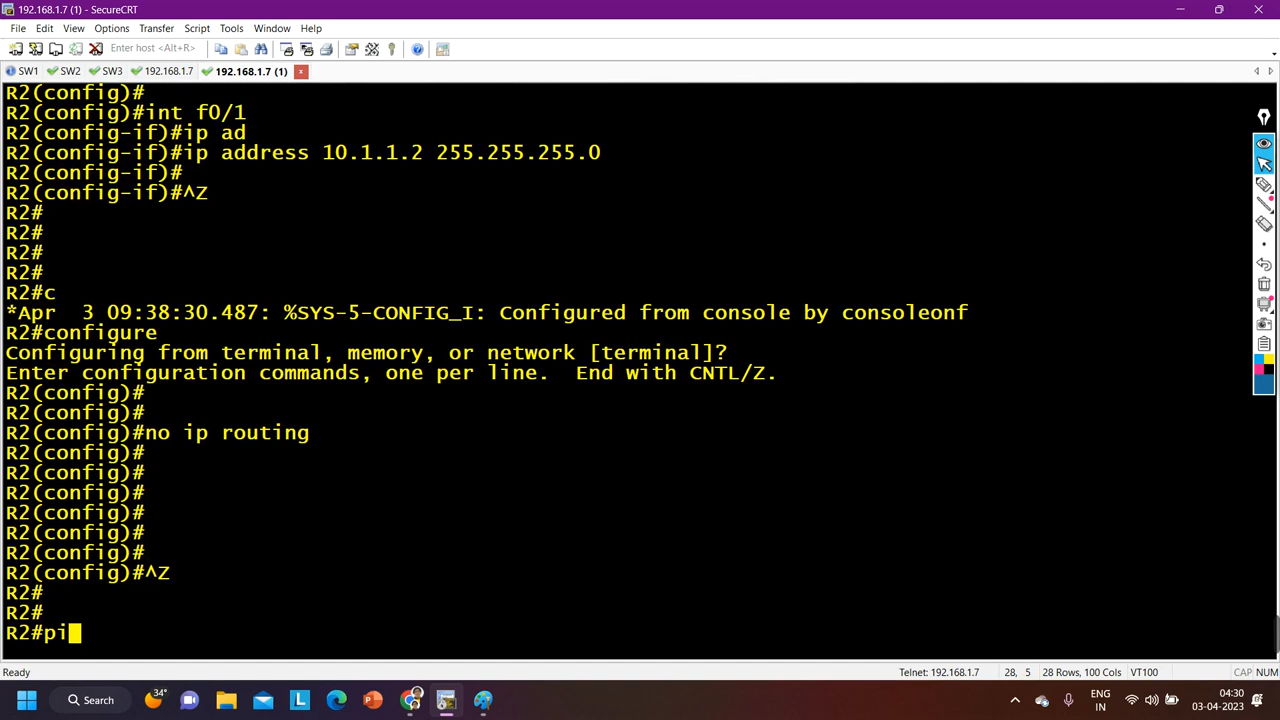 192.168.1.7 (1) - SecureCRT
File Edit View Options Transfer Script Tools Window Help
Enter host <Alt+R>
SW1 SW2 SW3 192.168.1.7 192.168.1.7 (1) x
R2(config)#
R2(config)#int f0/1
R2(config-if)#ip ad
R2(config-if)#ip address 10.1.1.2 255.255.255.0
R2(config-if)#
R2(config-if)#^Z
R2#
R2#
R2#
R2#
R2#c
*Apr  3 09:38:30.487: %SYS-5-CONFIG_I: Configured from console by consoleonf
R2#configure
Configuring from terminal, memory, or network [terminal]?
Enter configuration commands, one per line.  End with CNTL/Z.
R2(config)#
R2(config)#
R2(config)#no ip routing
R2(config)#
R2(config)#
R2(config)#
R2(config)#
R2(config)#
R2(config)#
R2(config)#^Z
R2#
R2#
R2#pi
Ready Telnet: 192.168.1.7 28, 5 28 Rows, 100 Cols VT100 CAP NUM
Search 34° L ENG 04:30
IN 03-04-2023